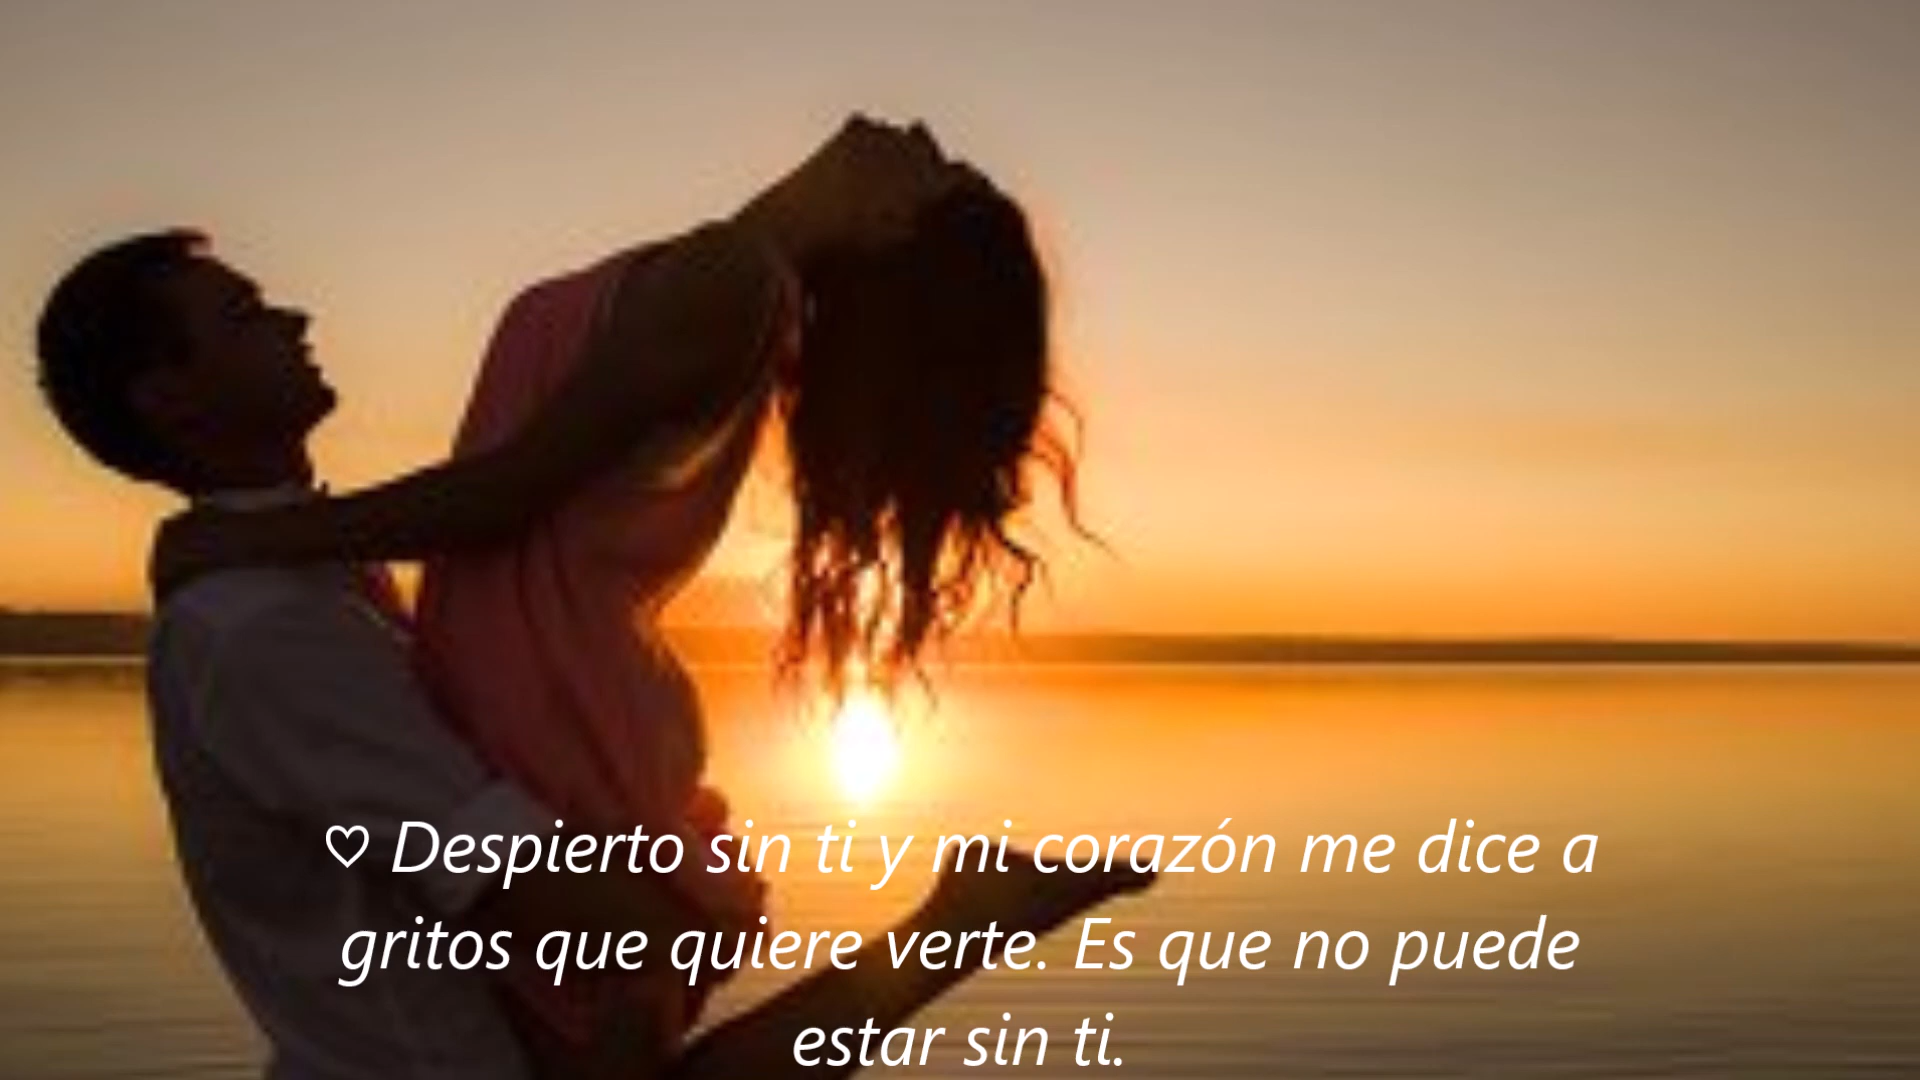 ♡ Despierto sin ti y mi corazón me dice a
gritos que quiere verte. Es que no puede
estar sin ti.